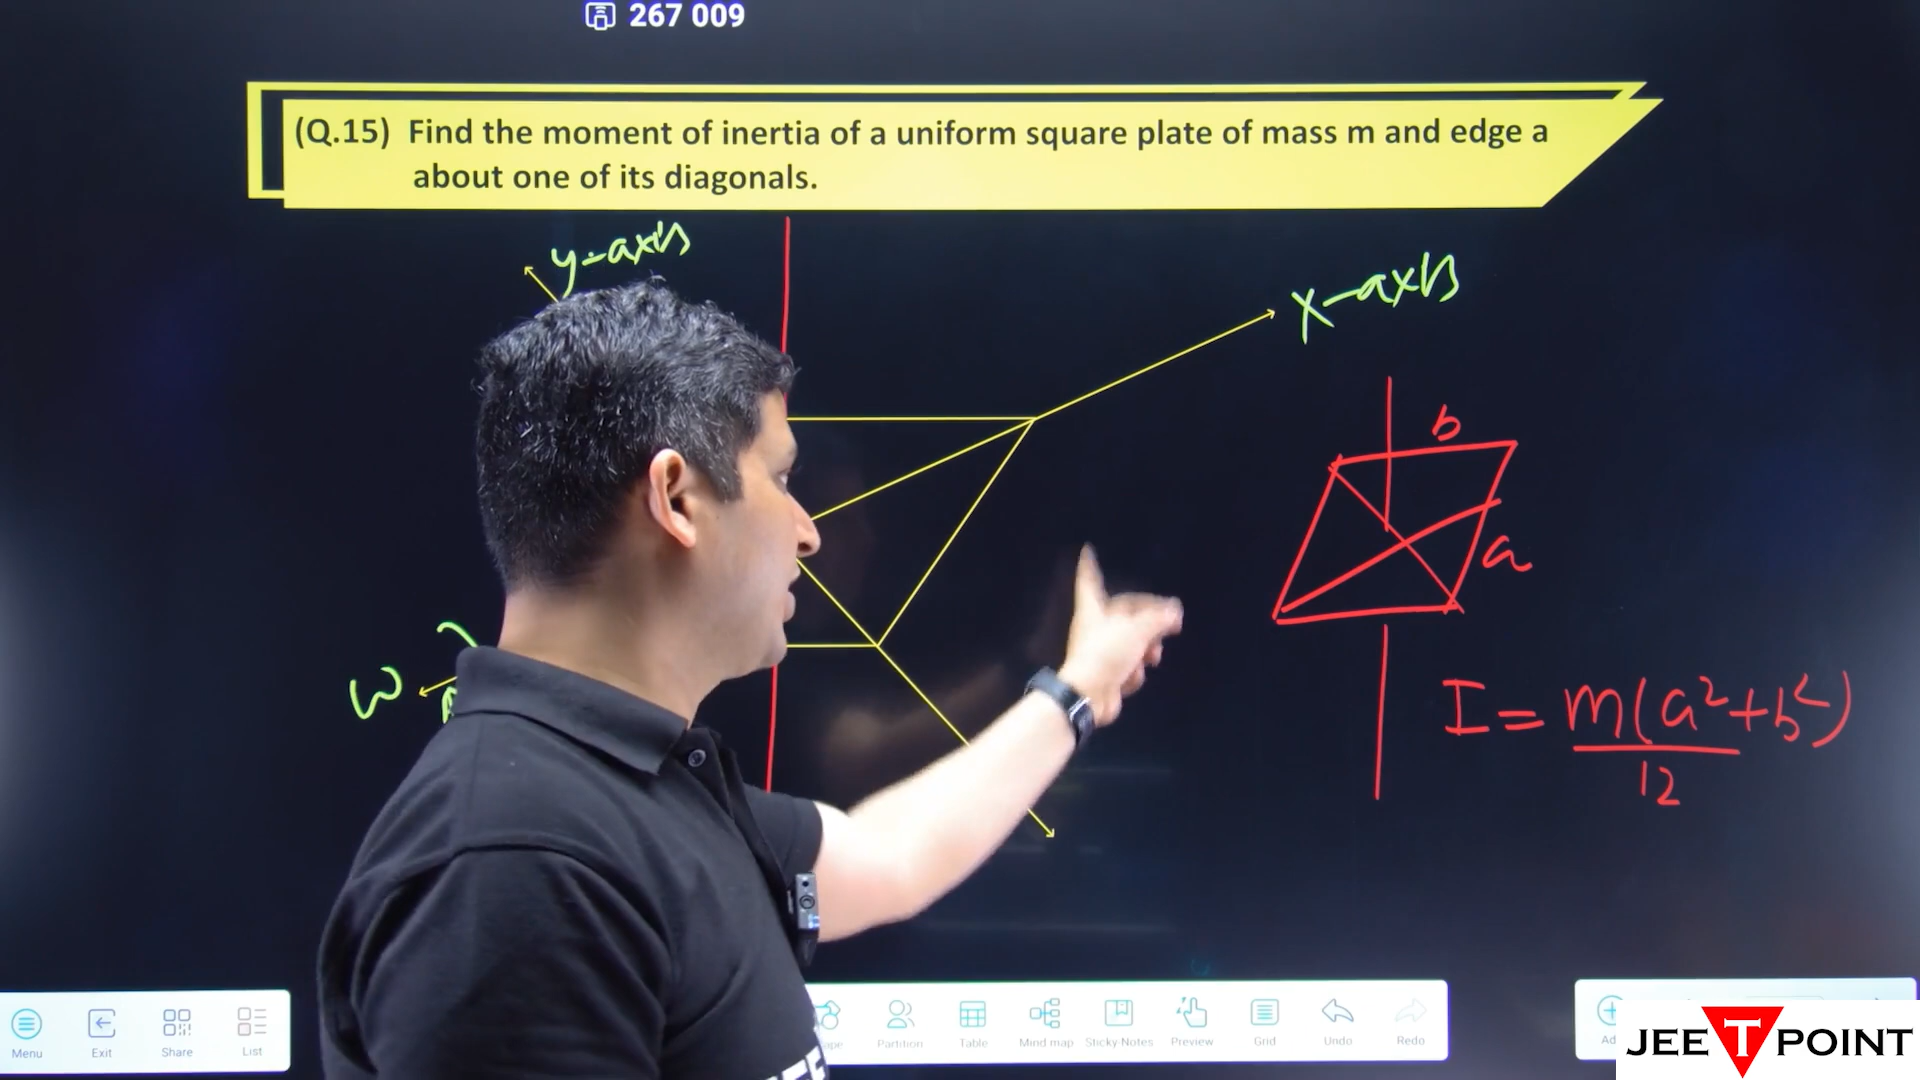 267 009
(Q.15) Find the moment of inertia of a uniform square plate of mass m and edge a
about one of its diagonals.
y-axis
x-axis
b
a
ω
I = m(a²+b²)
12
Menu
Exit
Share
List
Partition
Table
Mind map
Sticky Notes
Preview
Grid
Undo
Redo
JEE T POINT